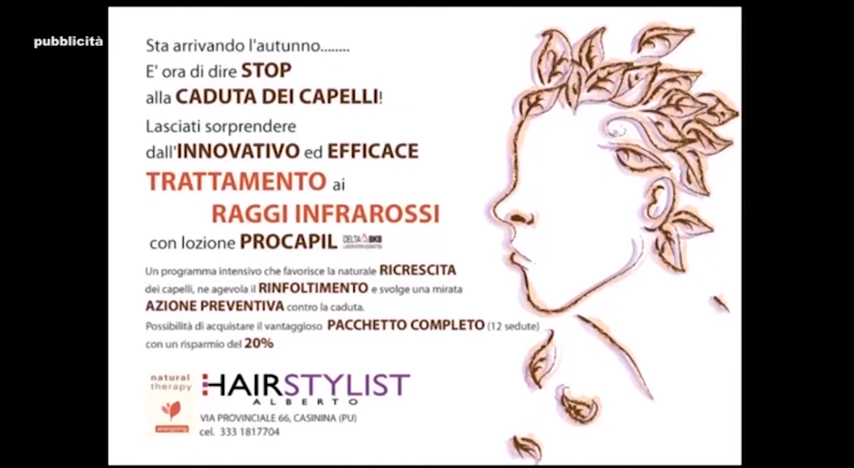 pubblicità
Sta arrivando l'autunno........
E' ora di dire STOP
alla CADUTA DEI CAPELLI!
Lasciati sorprendere
dall'INNOVATIVO ed EFFICACE
TRATTAMENTO ai
RAGGI INFRAROSSI
con lozione PROCAPIL DELTA BKB
Un programma intensivo che favorisce la naturale RICRESCITA
dei capelli, ne agevola il RINFOLTIMENTO e svolge una mirata
AZIONE PREVENTIVA contro la caduta.
Possibilità di acquistare il vantaggioso PACCHETTO COMPLETO (12 sedute)
con un risparmio del 20%
natural
therapy
energizing
HAIRSTYLIST
ALBERTO
VIA PROVINCIALE 66, CASININA (PU)
cel. 333 1817704